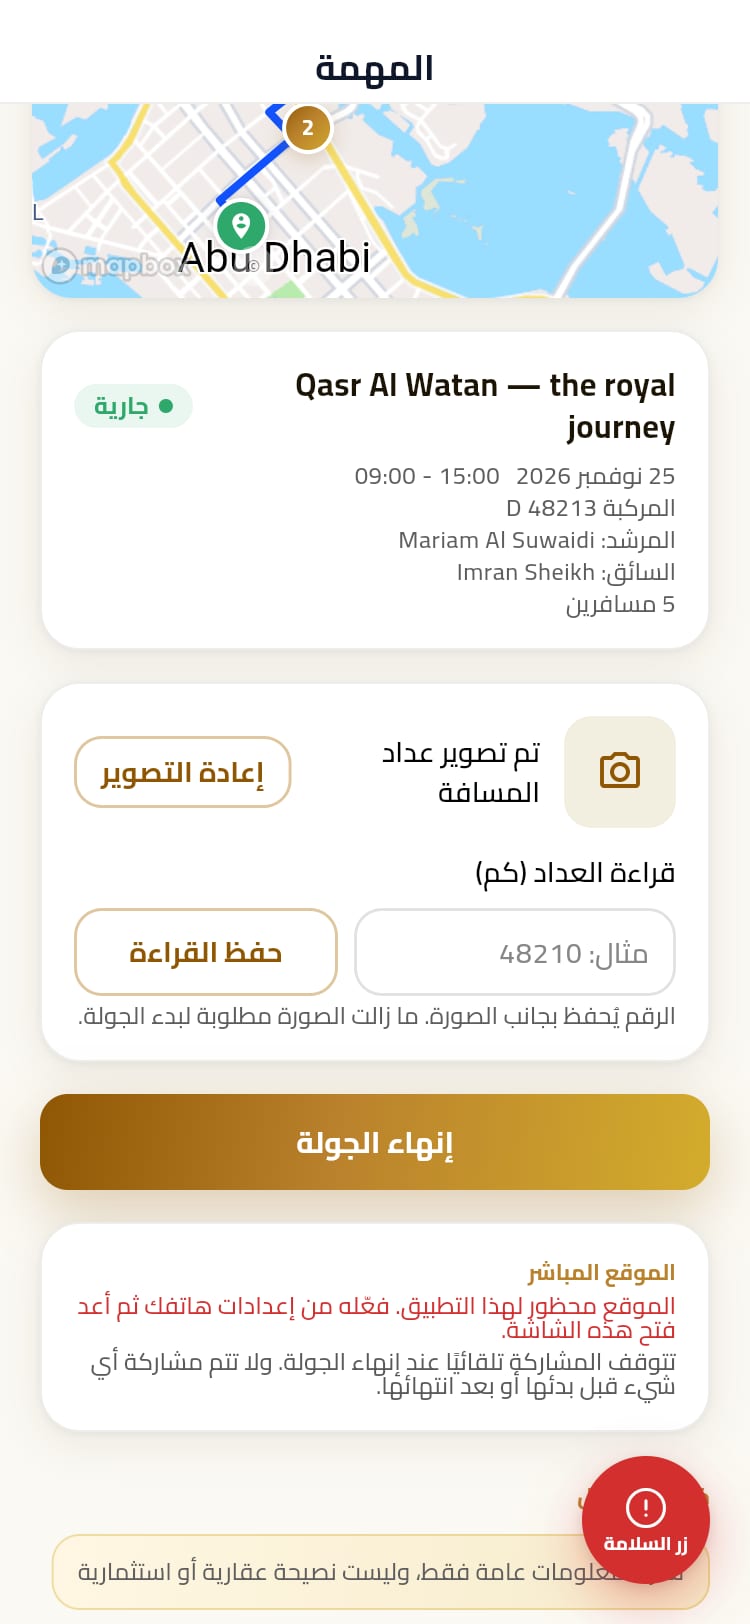 المهمة
2
L
Abu Dhabi
mapbox
Qasr Al Watan — the royal
journey
جارية
25 نوفمبر 2026 09:00 - 15:00
المركبة D 48213
المرشد: Mariam Al Suwaidi
السائق: Imran Sheikh
5 مسافرين
تم تصوير عداد
المسافة
إعادة التصوير
قراءة العداد (كم)
مثال: 48210
حفظ القراءة
الرقم يُحفظ بجانب الصورة. ما زالت الصورة مطلوبة لبدء الجولة.
إنهاء الجولة
الموقع المباشر
الموقع محظور لهذا التطبيق. فعّله من إعدادات هاتفك ثم أعد
فتح هذه الشاشة.
تتوقف المشاركة تلقائيًا عند إنهاء الجولة. ولا تتم مشاركة أي
شيء قبل بدئها أو بعد انتهائها.
زر السلامة
عامة فقط، وليست نصيحة عقارية أو استثمارية